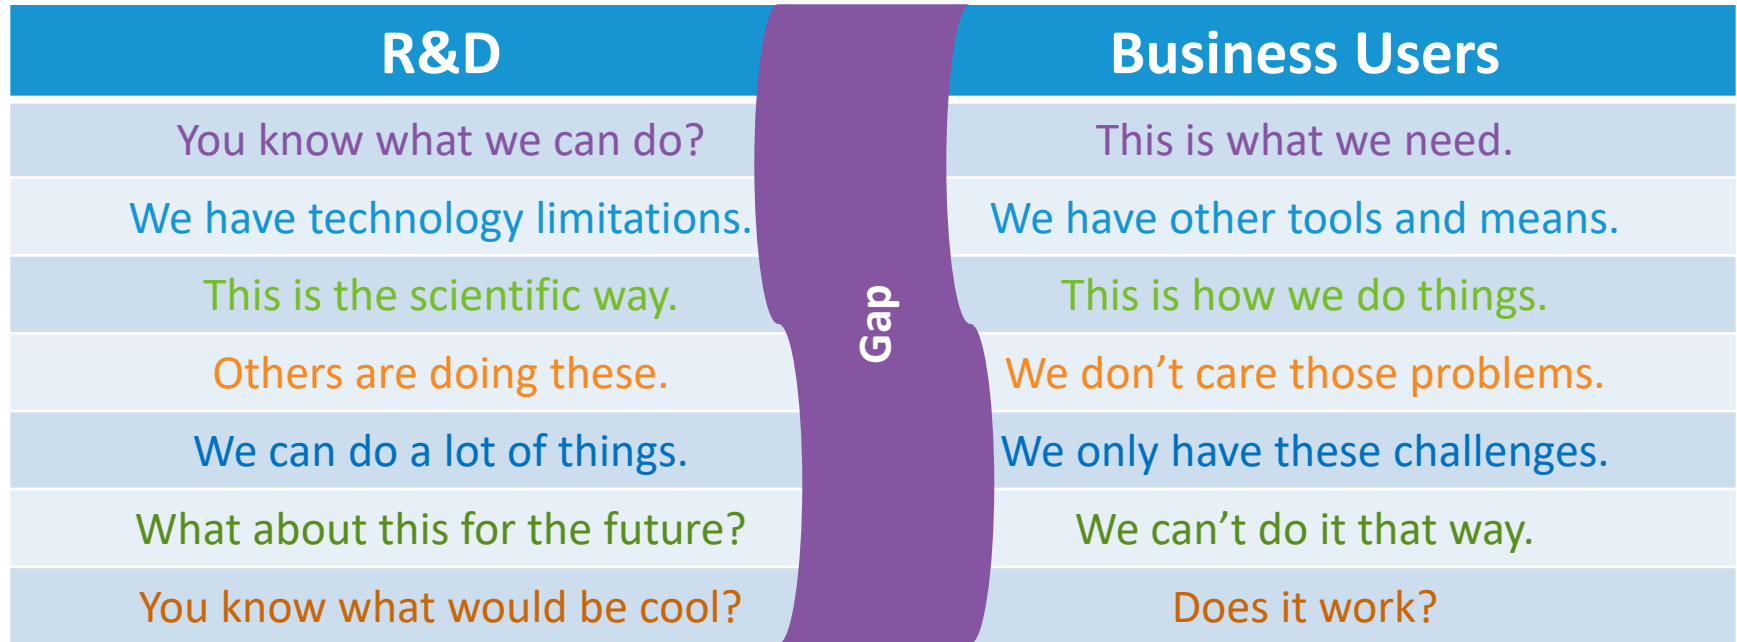 R&D
Business Users
You know what we can do?
This is what we need.
We have technology limitations.
We have other tools and means.
This is the scientific way.
This is how we do things.
Gap
Others are doing these.
We don’t care those problems.
We can do a lot of things.
We only have these challenges.
What about this for the future?
We can’t do it that way.
You know what would be cool?
Does it work?